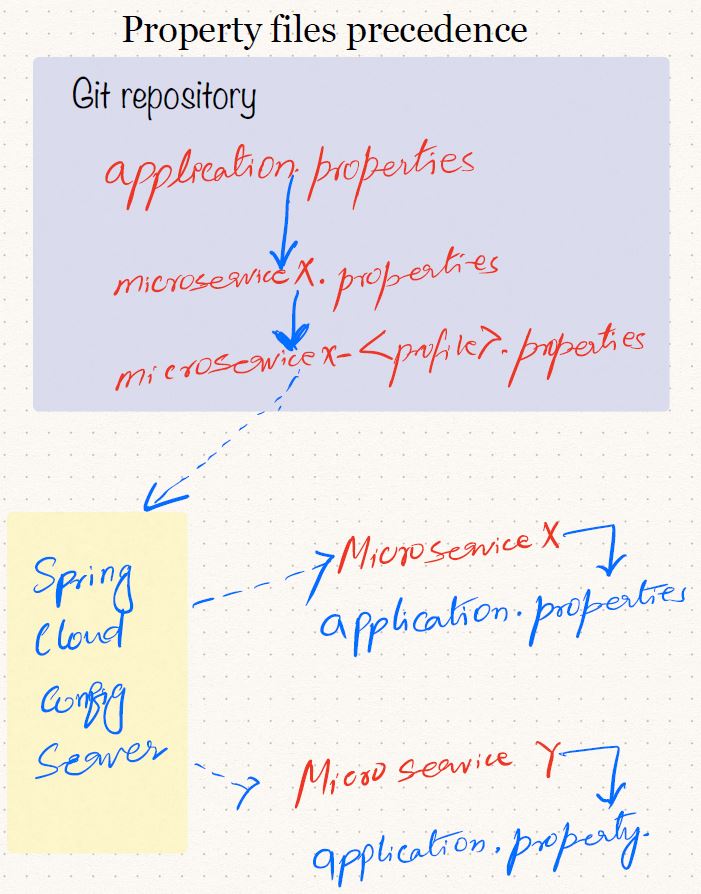 Property files precedence
Git repository
application. properties
microservice X. properties
microservice x-<profile>. properties
Spring
Cloud
Config
Server
Microservice X
application. properties
Micro service Y
application. property.